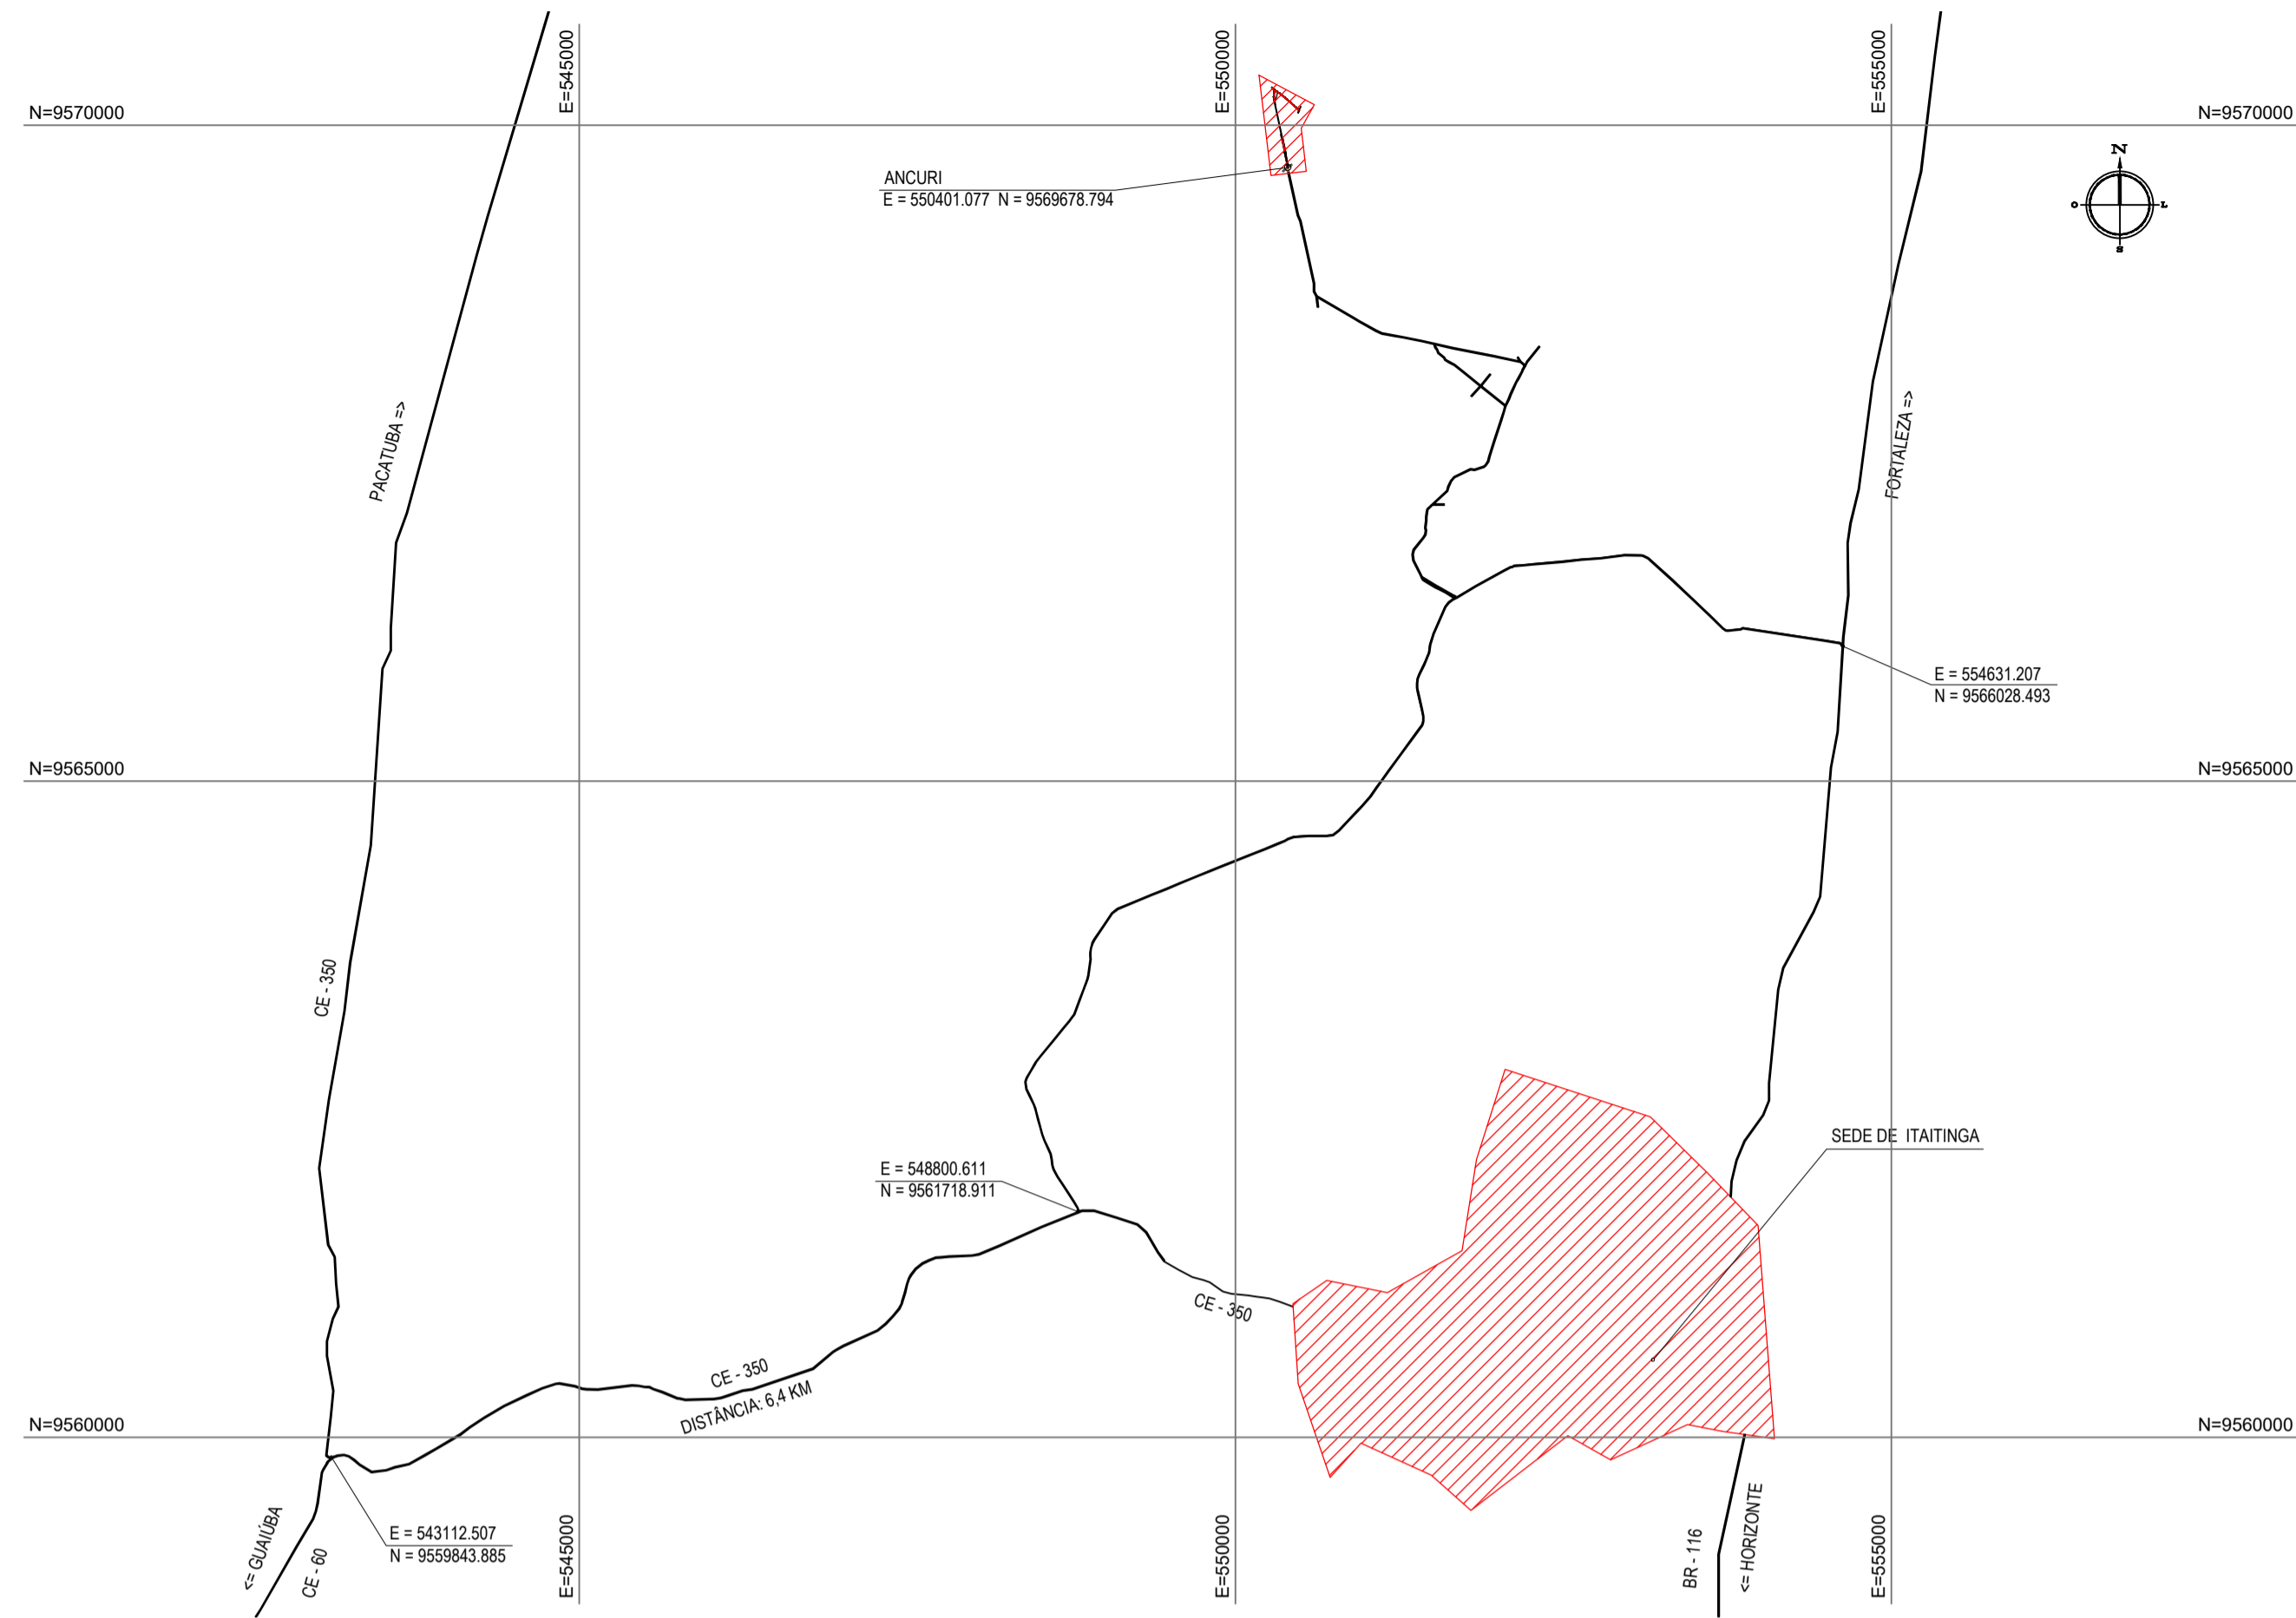 E=545000
E=550000
E=555000
N=9570000
N=9570000
N
O
L
S
ANCURI
E = 550401.077 N = 9569678.794
PACATUBA =>
FORTALEZA =>
E = 554631.207
N = 9566028.493
N=9565000
N=9565000
CE - 350
SEDE DE ITAITINGA
E = 548800.611
N = 9561718.911
CE - 350
CE - 350
DISTÂNCIA: 6,4 KM
N=9560000
N=9560000
<= GUAIÚBA
CE - 60
E = 543112.507
N = 9559843.885
E=545000
E=550000
BR - 116
<= HORIZONTE
E=555000